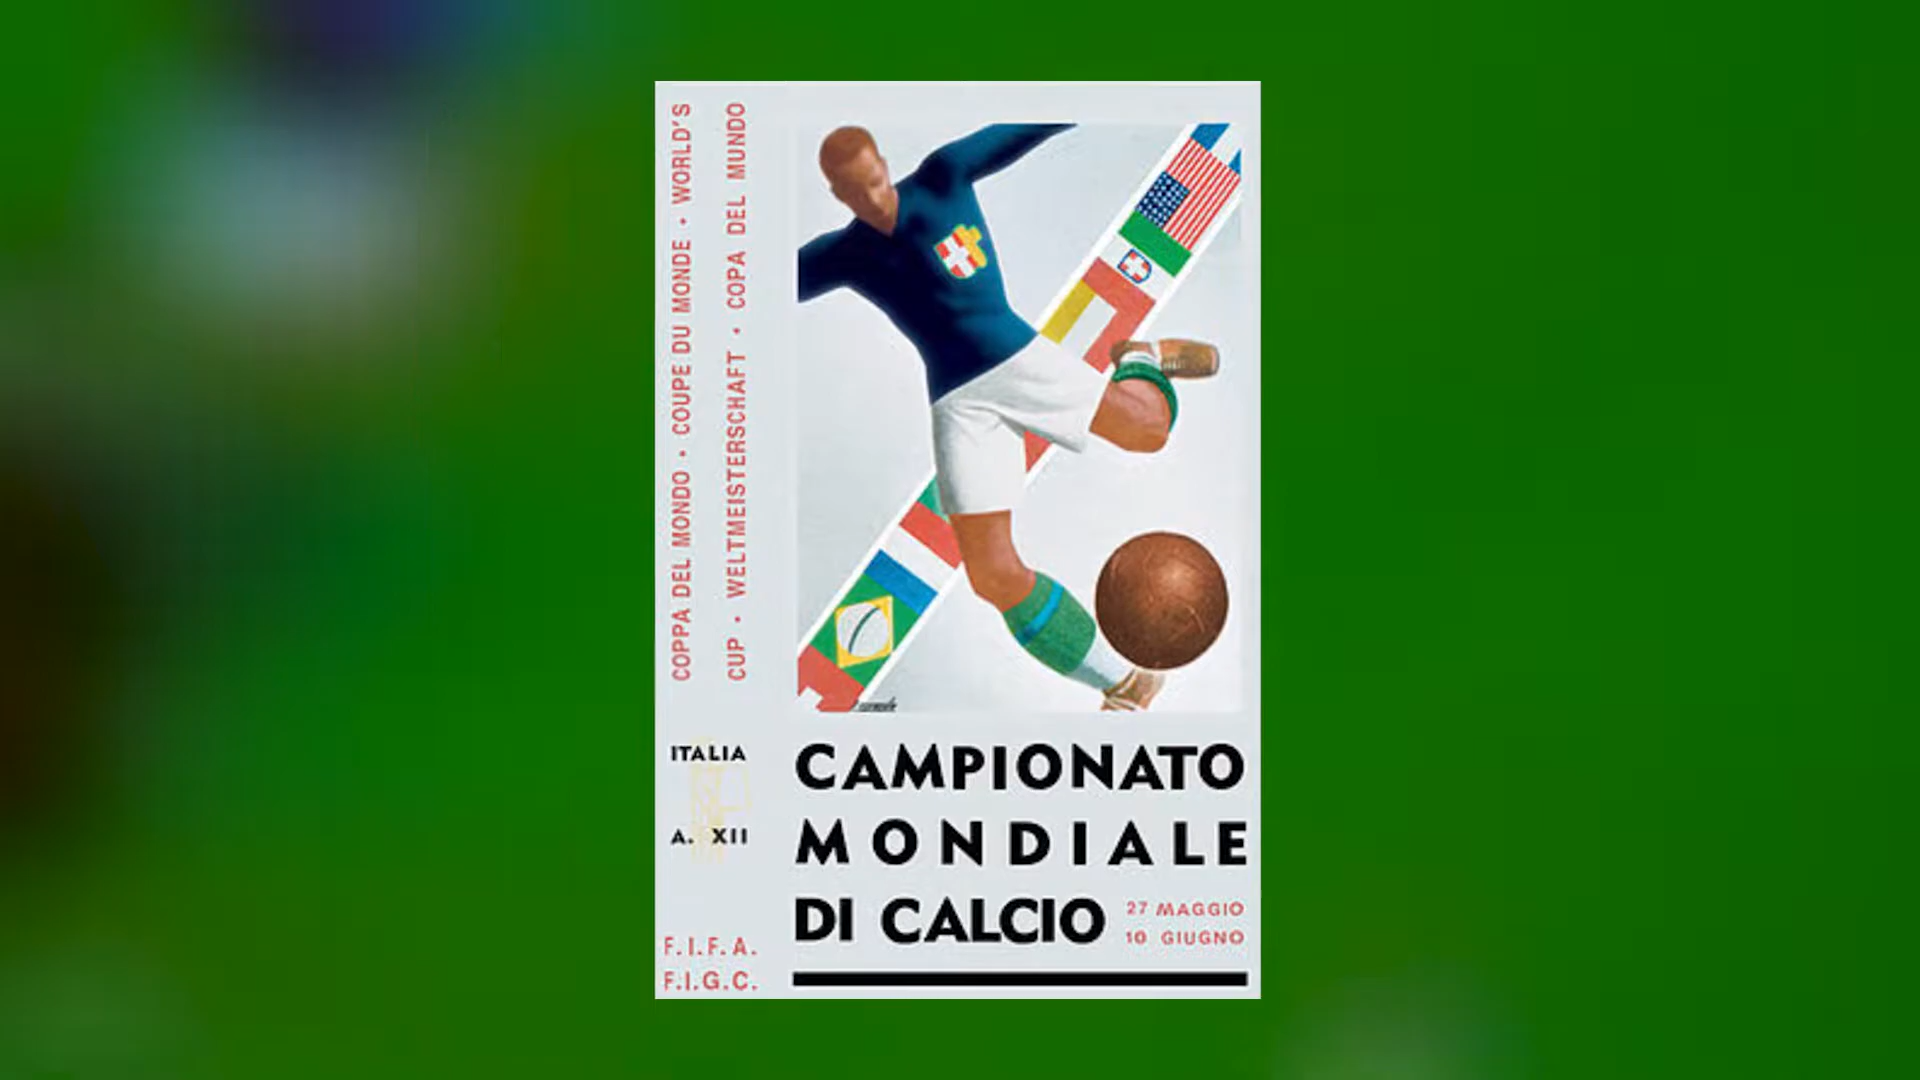 COPPA DEL MONDO • COUPE DU MONDE • WORLD'S
CUP • WELTMEISTERSCHAFT • COPA DEL MUNDO
ITALIA
A. XII
F.I.F.A.
F.I.G.C.
CAMPIONATO
MONDIALE
DI CALCIO
27 MAGGIO
10 GIUGNO